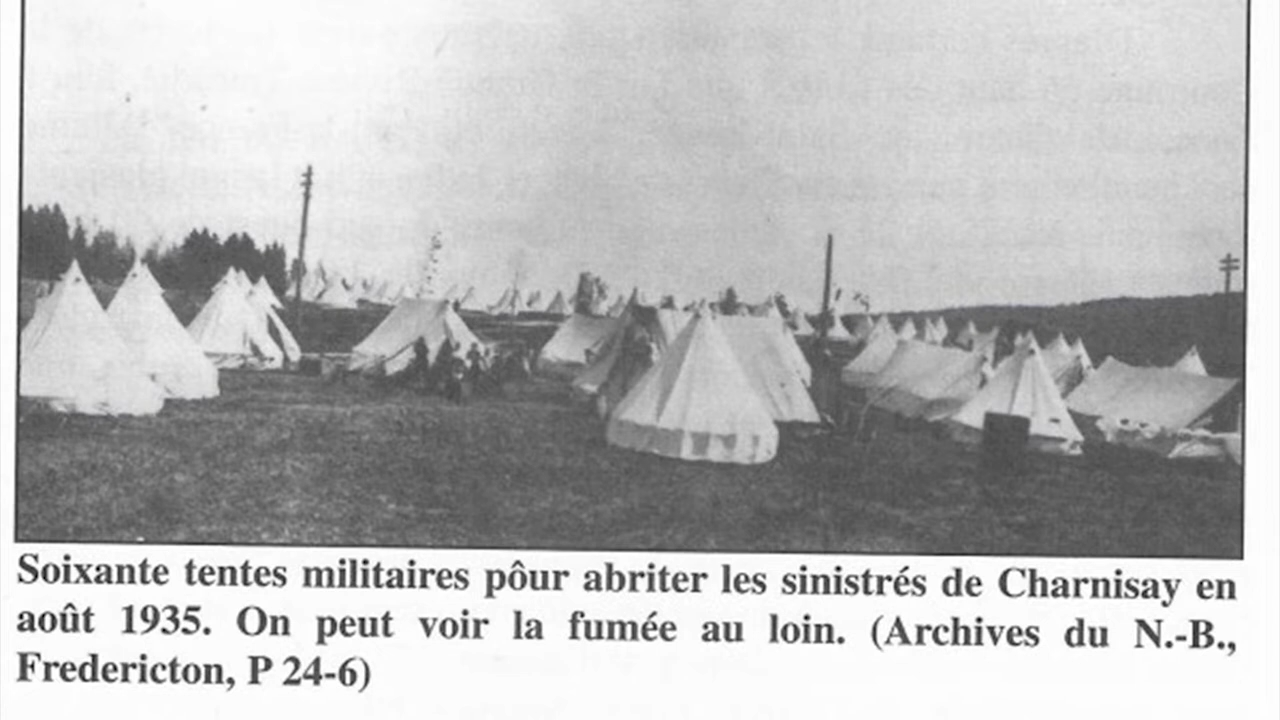 Soixante tentes militaires pôur abriter les sinistrés de Charnisay en
août 1935. On peut voir la fumée au loin. (Archives du N.-B.,
Fredericton, P 24-6)